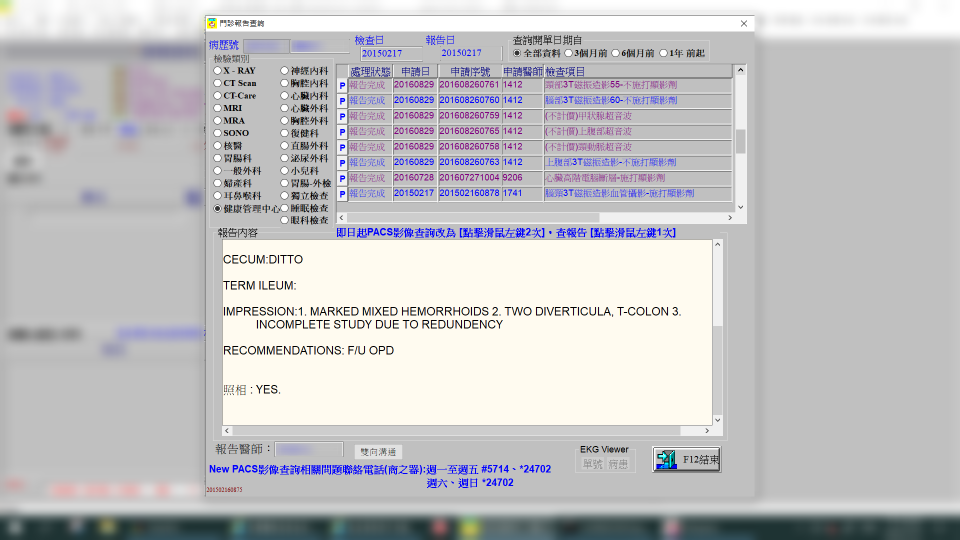 門診報告查詢
病歷號
檢查日
報告日
查詢開單日期自
20150217
20150217
全部資料 3個月前 6個月前 1年 前起
檢驗類別
X - RAY 神經內科
CT Scan 胸腔內科
CT-Care 心臟內科
MRI 心臟外科
MRA 胸腔外科
SONO 復健科
核醫 直腸外科
胃腸科 泌尿外科
一般外科 小兒科
婦產科 胃腸-外檢
耳鼻喉科 獨立檢查
健康管理中心 睡眠檢查
眼科檢查
處理狀態 申請日 申請序號 申請醫師 檢查項目
P 報告完成 20160829 201608260761 1412 頸部3T磁振造影55-不施打顯影劑
P 報告完成 20160829 201608260760 1412 腦部3T磁振造影60-不施打顯影劑
P 報告完成 20160829 201608260759 1412 (不計價)甲狀腺超音波
P 報告完成 20160829 201608260765 1412 (不計價)上腹部超音波
P 報告完成 20160829 201608260758 1412 (不計價)頸動脈超音波
P 報告完成 20160829 201608260763 1412 上腹部3T磁振造影-不施打顯影劑
P 報告完成 20160728 201607271004 9206 心臟高階電腦斷層-施打顯影劑
P 報告完成 20150217 201502160878 1741 腦頸3T磁振造影血管攝影-施打顯影劑
報告內容
即日起PACS影像查詢改為 [點擊滑鼠左鍵2次]，查報告 [點擊滑鼠左鍵1次]
CECUM:DITTO
TERM ILEUM:
IMPRESSION:1. MARKED MIXED HEMORRHOIDS 2. TWO DIVERTICULA, T-COLON 3.
INCOMPLETE STUDY DUE TO REDUNDENCY
RECOMMENDATIONS: F/U OPD
照相 : YES.
報告醫師：
雙向溝通
EKG Viewer
單號 病患
F12結束
New PACS影像查詢相關問題聯絡電話(商之器):週一至週五 #5714、*24702
週六、週日 *24702
201502160875